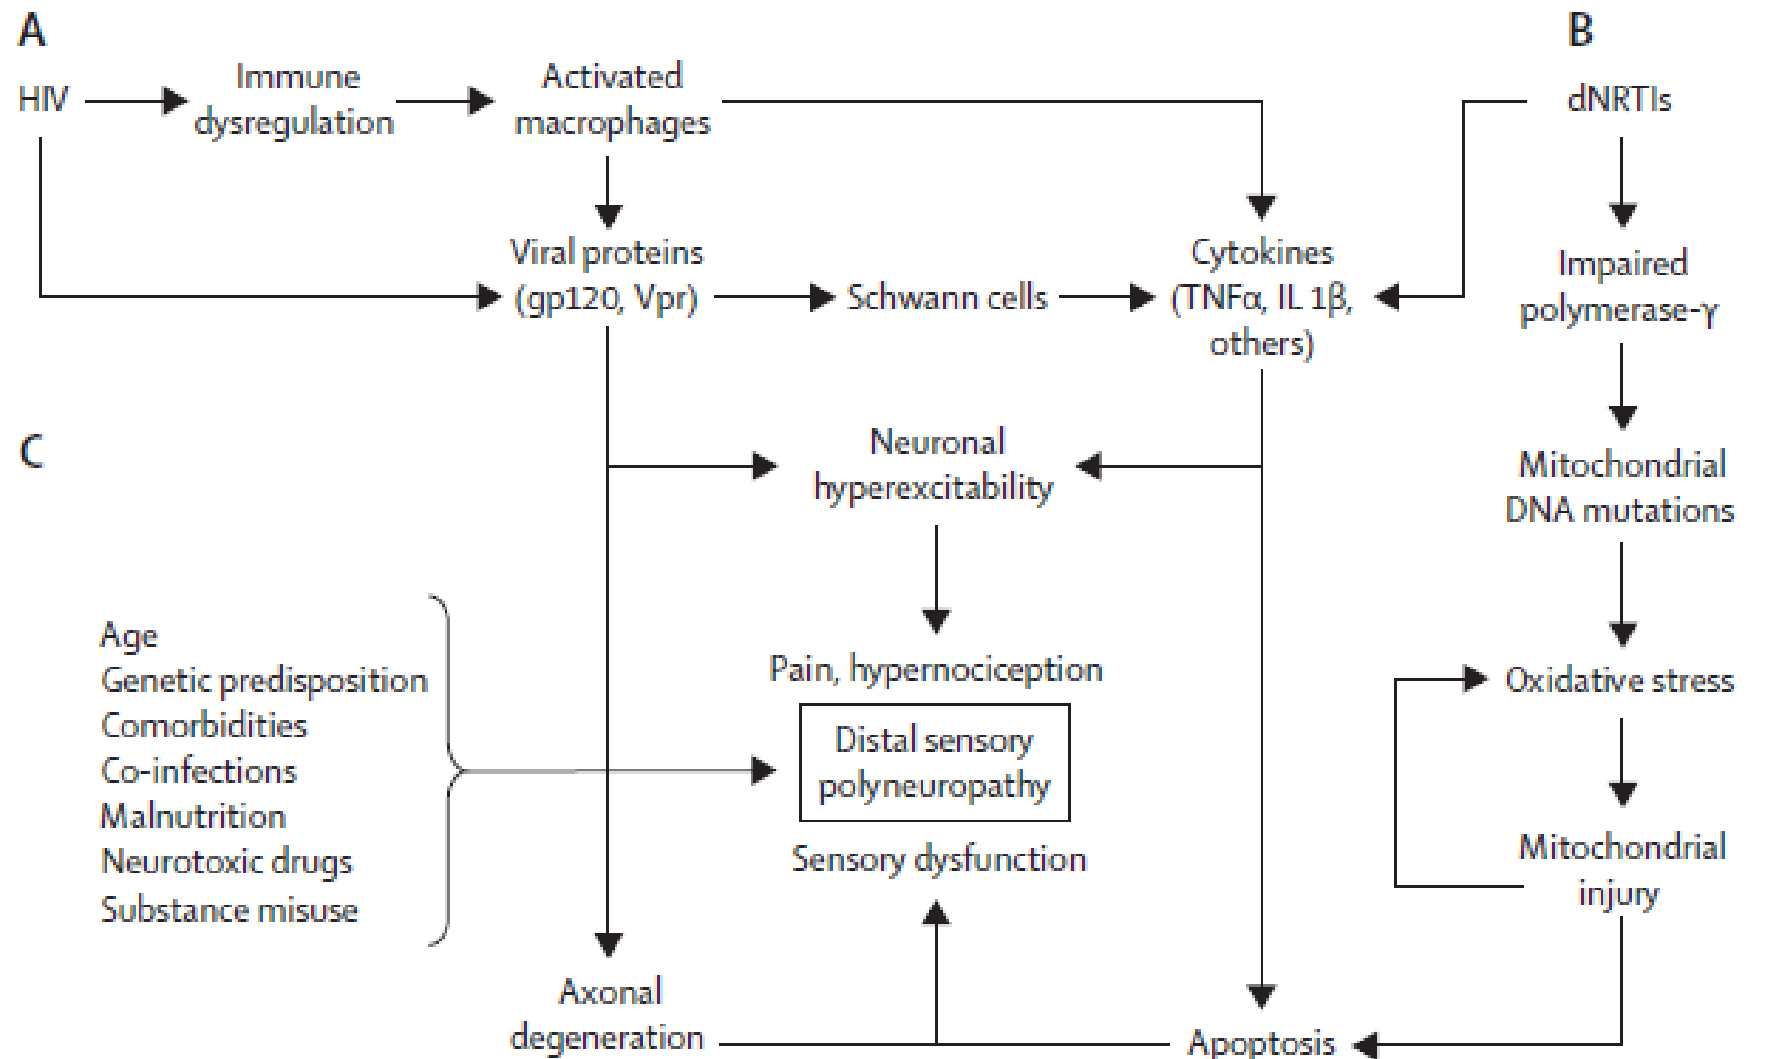 A
B
HIV
Immune
dysregulation
Activated
macrophages
dNRTIs
Viral proteins
(gp120, Vpr)
Schwann cells
Cytokines
(TNFα, IL 1β,
others)
Impaired
polymerase-γ
C
Neuronal
hyperexcitability
Mitochondrial
DNA mutations
Age
Genetic predisposition
Comorbidities
Co-infections
Malnutrition
Neurotoxic drugs
Substance misuse
Pain, hypernociception
Distal sensory
polyneuropathy
Sensory dysfunction
Oxidative stress
Mitochondrial
injury
Axonal
degeneration
Apoptosis